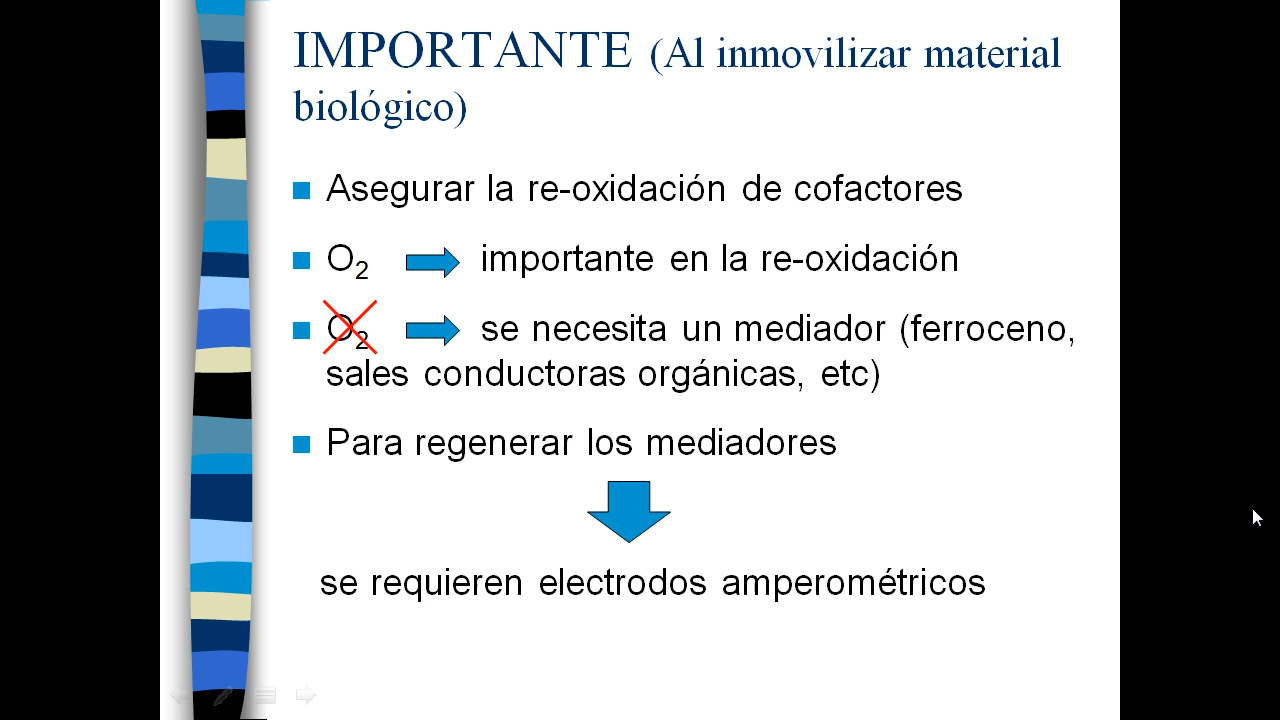 IMPORTANTE (Al inmovilizar material
biológico)
Asegurar la re-oxidación de cofactores
O₂ importante en la re-oxidación
O₂ se necesita un mediador (ferroceno,
sales conductoras orgánicas, etc)
Para regenerar los mediadores
se requieren electrodos amperométricos